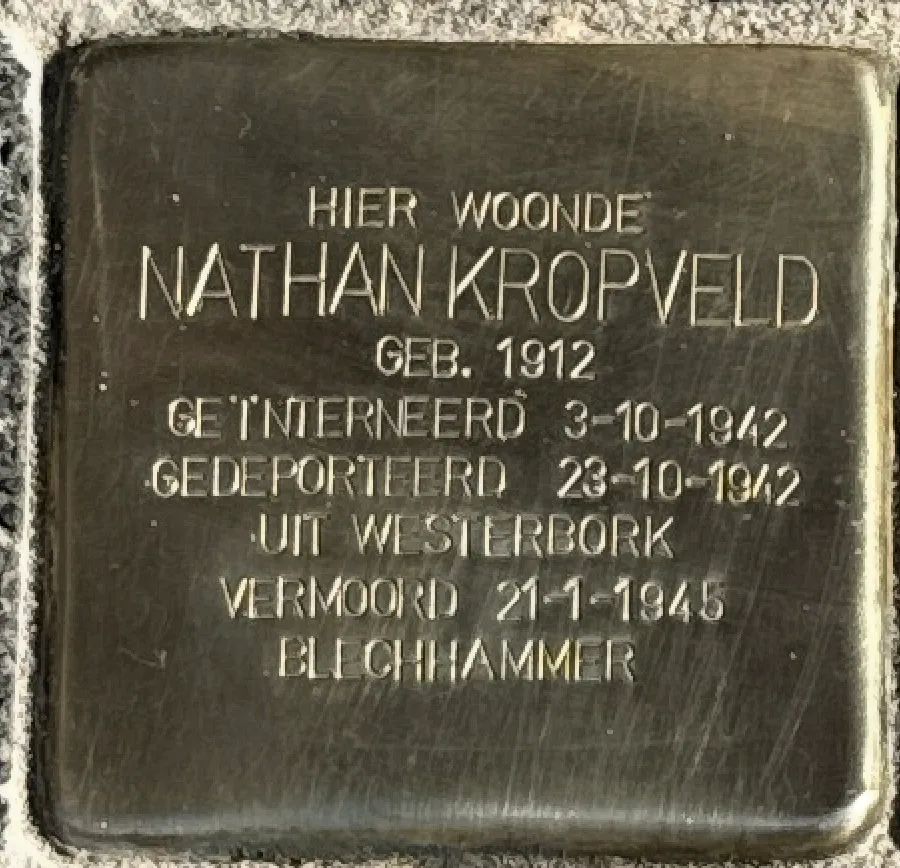 HIER WOONDE
NATHAN KROPVELD
GEB. 1912
GEÏNTERNEERD 3-10-1942
GEDEPORTEERD 23-10-1942
UIT WESTERBORK
VERMOORD 21-1-1945
BLECHHAMMER